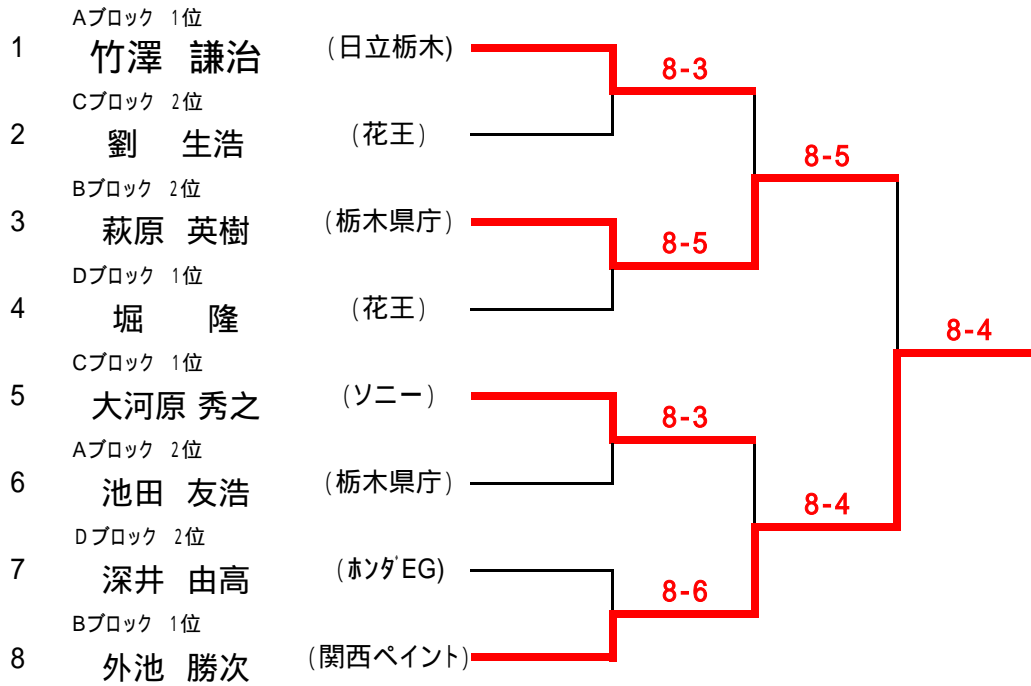 Aブロック 1位
1 竹澤 謙治 (日立栃木)
8-3
Cブロック 2位
2 劉 生浩 (花王)
8-5
Bブロック 2位
3 萩原 英樹 (栃木県庁)
8-5
Dブロック 1位
4 堀 隆 (花王)
8-4
Cブロック 1位
5 大河原 秀之 (ソニー)
8-3
Aブロック 2位
6 池田 友浩 (栃木県庁)
8-4
Dブロック 2位
7 深井 由高 (ホンダEG)
8-6
Bブロック 1位
8 外池 勝次 (関西ペイント)